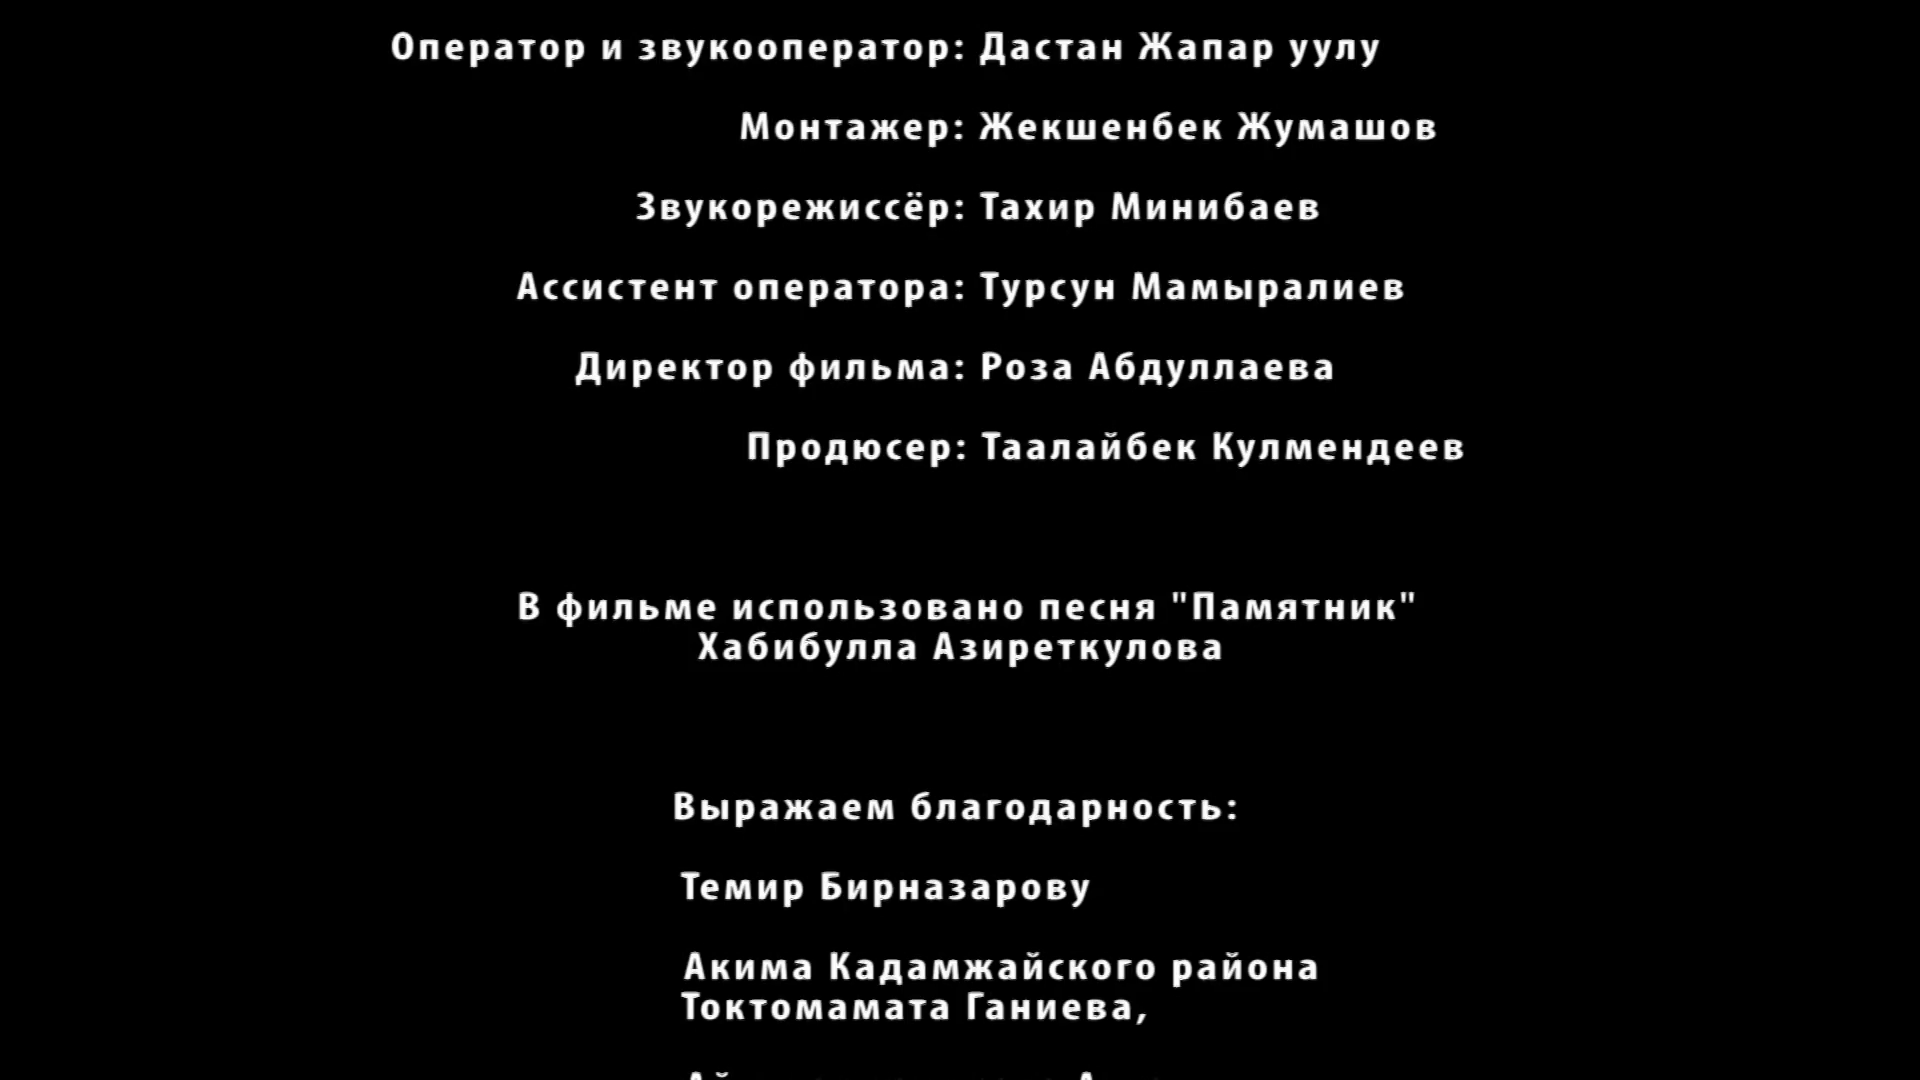 Оператор и звукооператор: Дастан Жапар уулу
Монтажер: Жекшенбек Жумашов
Звукорежиссёр: Тахир Минибаев
Ассистент оператора: Турсун Мамыралиев
Директор фильма: Роза Абдуллаева
Продюсер: Таалайбек Кулмендеев
В фильме использовано песня "Памятник"
Хабибулла Азиреткулова
Выражаем благодарность:
Темир Бирназарову
Акима Кадамжайского района
Токтомамата Ганиева,